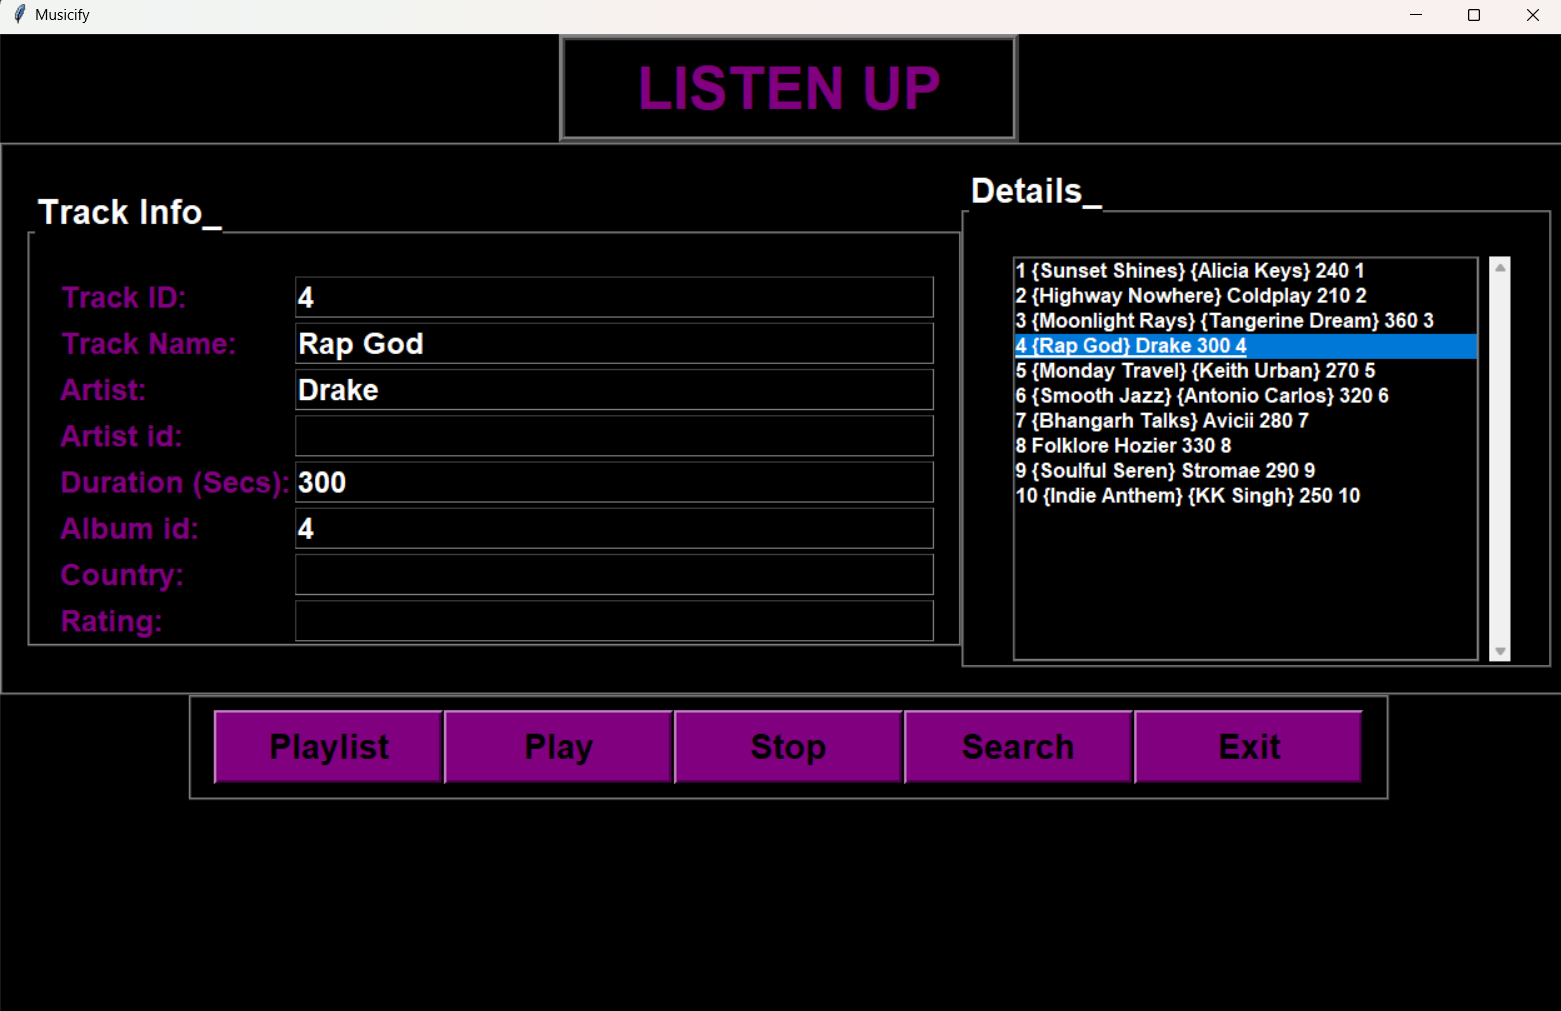 Musicify
LISTEN UP
Track Info_
Track ID: 4
Track Name: Rap God
Artist: Drake
Artist id:
Duration (Secs): 300
Album id: 4
Country:
Rating:
Details_
1 {Sunset Shines} {Alicia Keys} 240 1
2 {Highway Nowhere} Coldplay 210 2
3 {Moonlight Rays} {Tangerine Dream} 360 3
4 {Rap God} Drake 300 4
5 {Monday Travel} {Keith Urban} 270 5
6 {Smooth Jazz} {Antonio Carlos} 320 6
7 {Bhangarh Talks} Avicii 280 7
8 Folklore Hozier 330 8
9 {Soulful Seren} Stromae 290 9
10 {Indie Anthem} {KK Singh} 250 10
Playlist Play Stop Search Exit